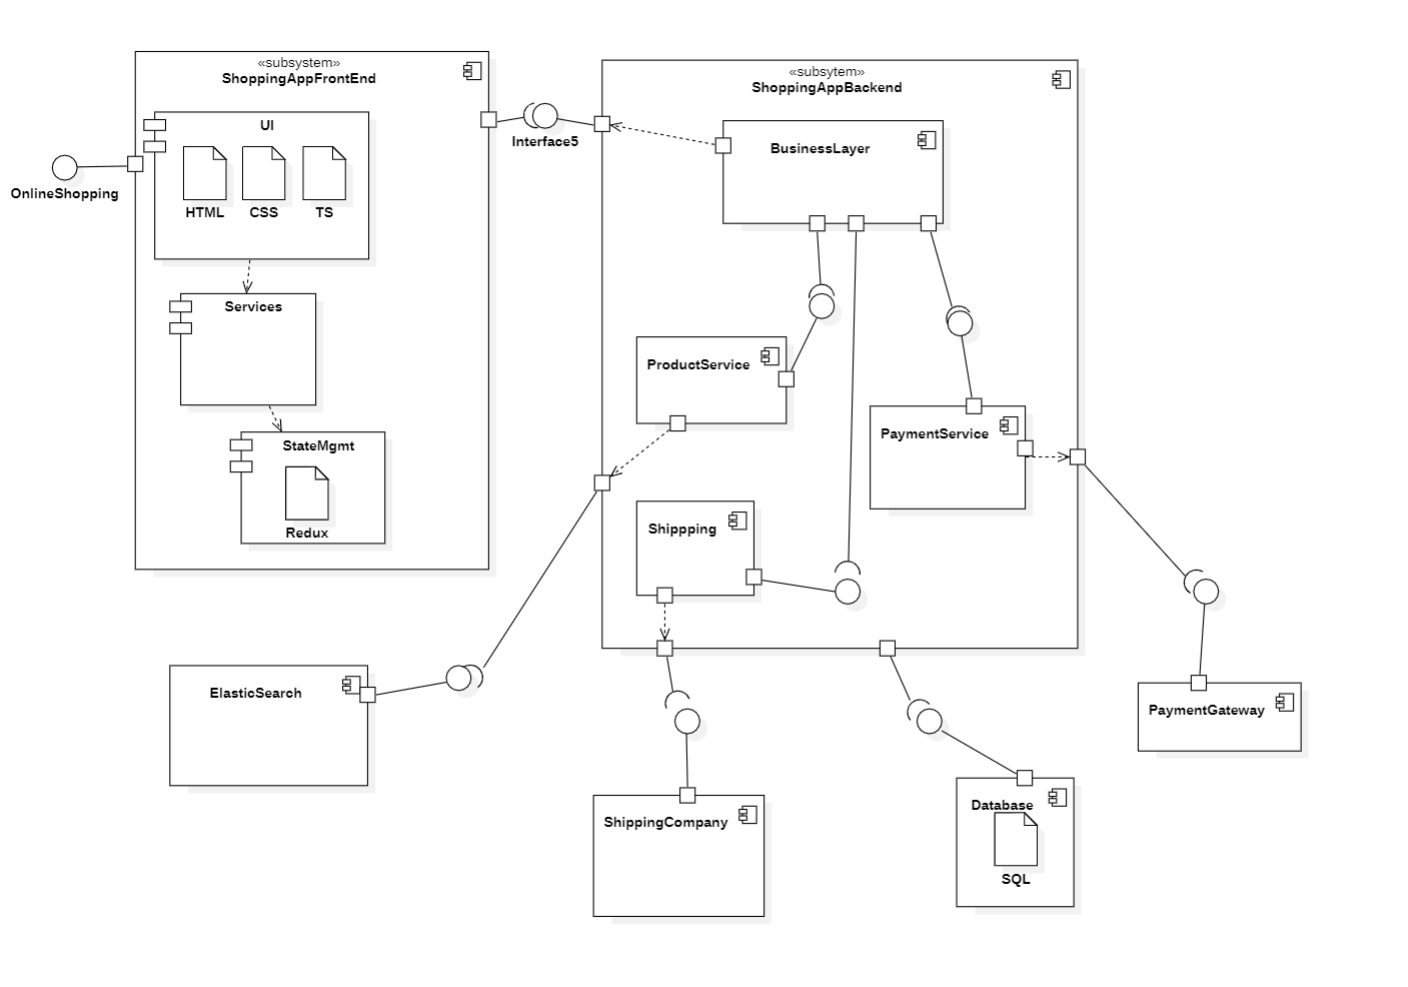 «subsystem»
ShoppingAppFrontEnd
UI
HTML
CSS
TS
OnlineShopping
Services
StateMgmt
Redux
Interface5
«subsytem»
ShoppingAppBackend
BusinessLayer
ProductService
PaymentService
Shippping
ElasticSearch
ShippingCompany
Database
SQL
PaymentGateway